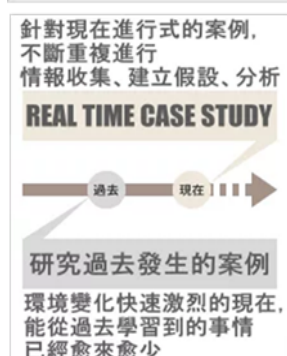 針對現在進行式的案例,
不斷重複進行
情報收集、建立假設、分析
REAL TIME CASE STUDY
過去 現在
研究過去發生的案例
環境變化快速激烈的現在,
能從過去學習到的事情
已經愈來愈少